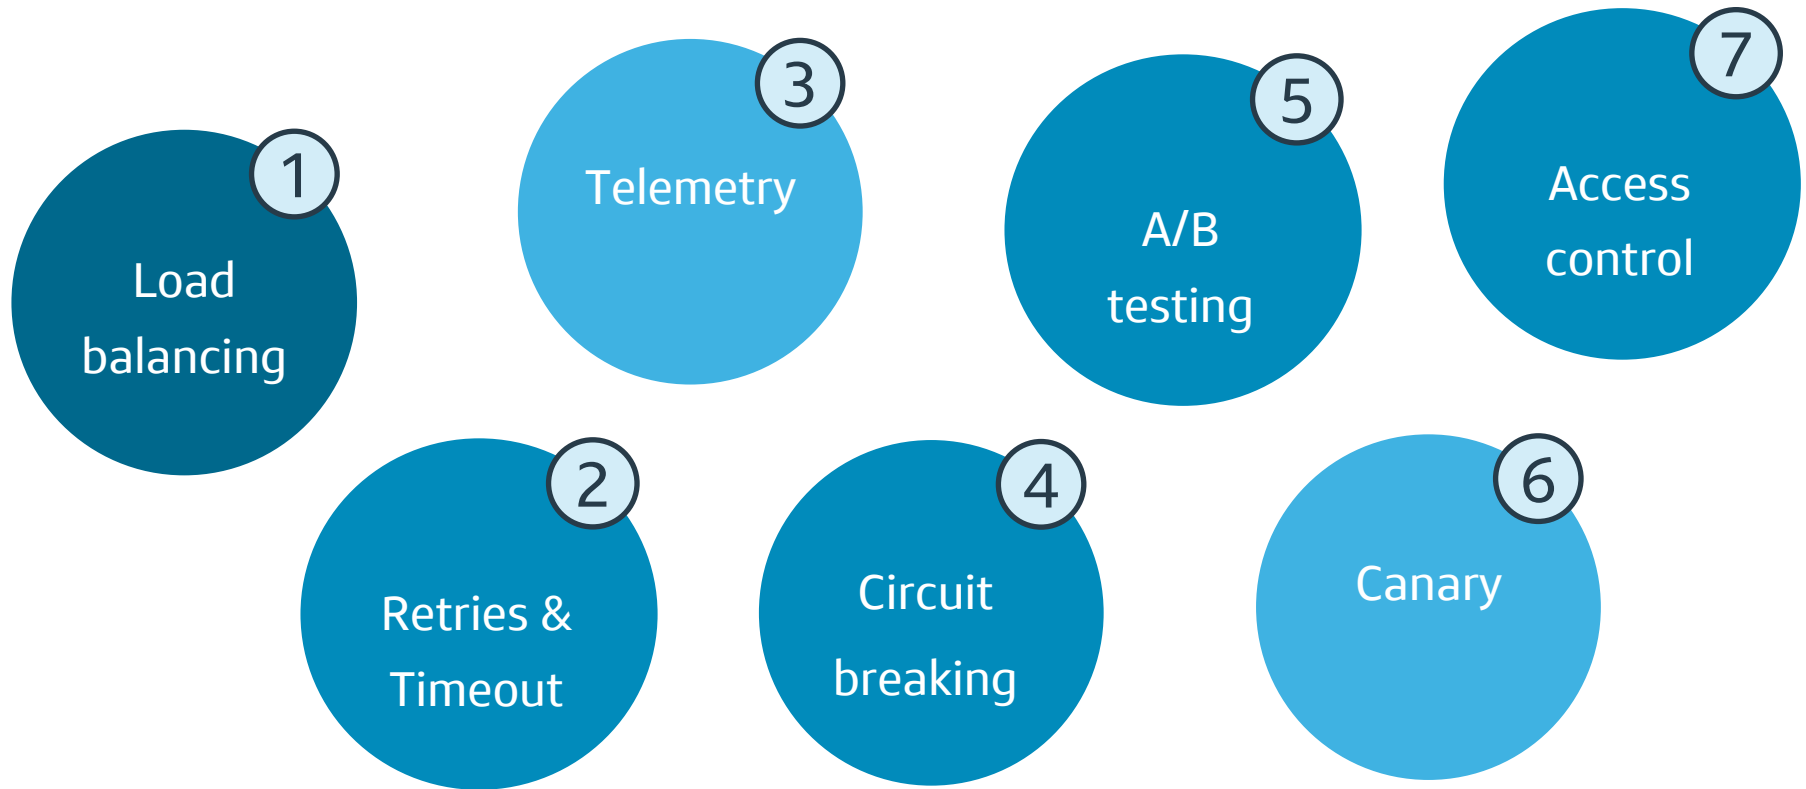 1
Load
balancing
2
Retries &
Timeout
3
Telemetry
4
Circuit
breaking
5
A/B
testing
6
Canary
7
Access
control